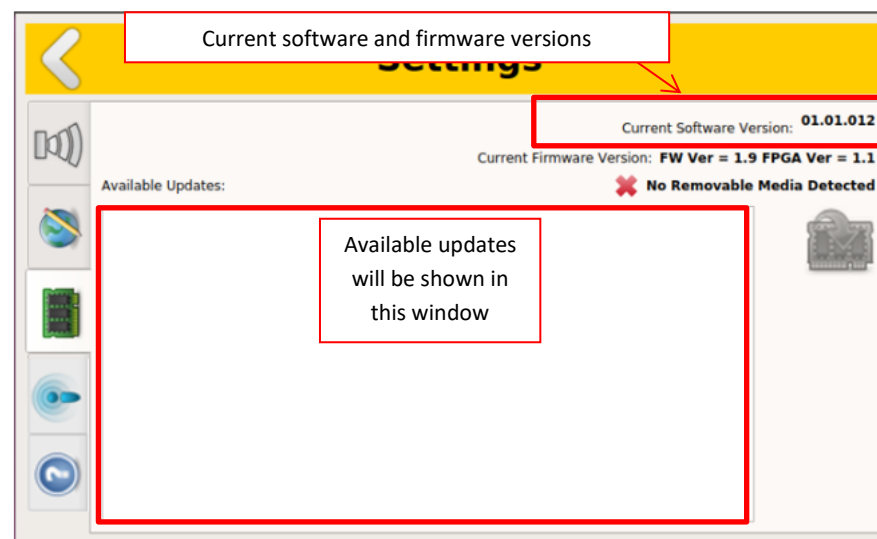 Current software and firmware versions
Settings
Current Software Version: 01.01.012
Current Firmware Version: FW Ver = 1.9 FPGA Ver = 1.1
Available Updates:
No Removable Media Detected
Available updates
will be shown in
this window